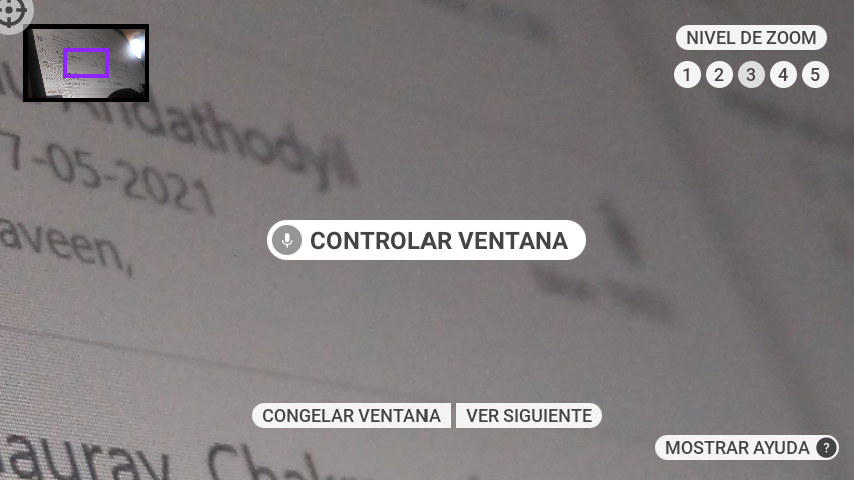 NIVEL DE ZOOM
1 2 3 4 5
Andathodyil
7-05-2021
aveen,
CONTROLAR VENTANA
CONGELAR VENTANA
VER SIGUIENTE
MOSTRAR AYUDA ?